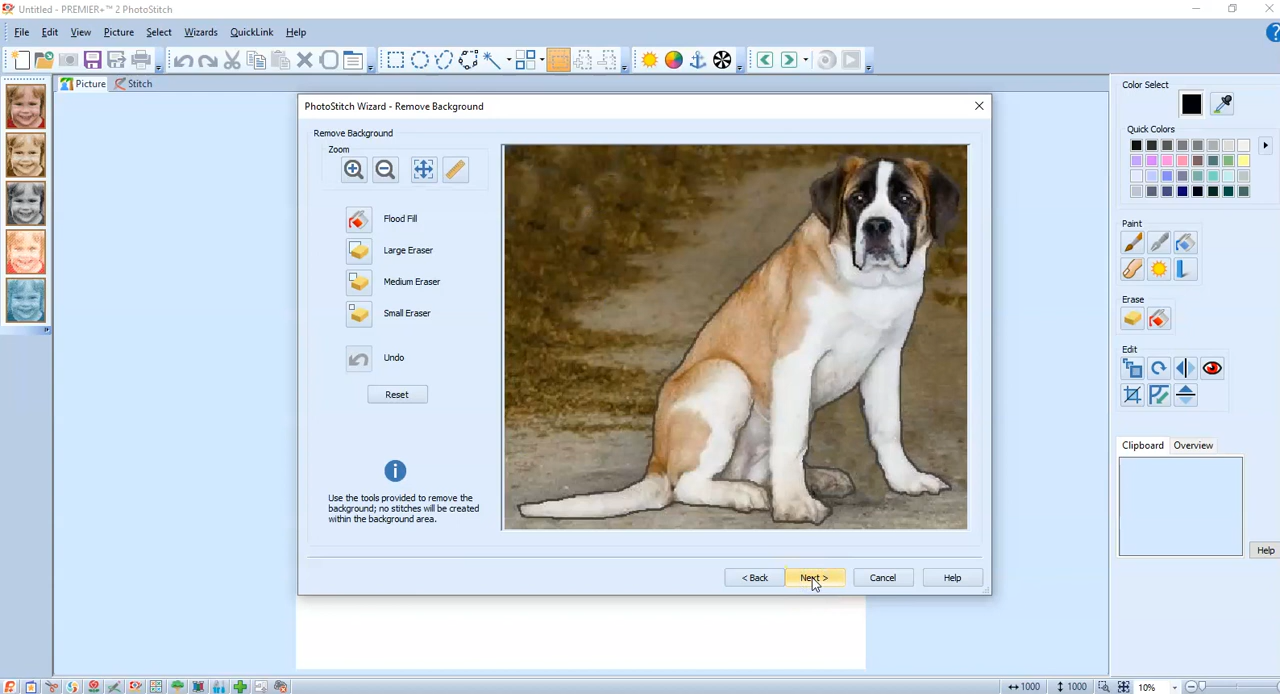 Untitled - PREMIER+™ 2 PhotoStitch
File Edit View Picture Select Wizards QuickLink Help
Picture Stitch
PhotoStitch Wizard - Remove Background
Remove Background
Zoom
Flood Fill
Large Eraser
Medium Eraser
Small Eraser
Undo
Reset
Use the tools provided to remove the
background; no stitches will be created
within the background area.
< Back Next > Cancel Help
Color Select
Quick Colors
Paint
Erase
Edit
Clipboard Overview
Help
1000 1000 10%